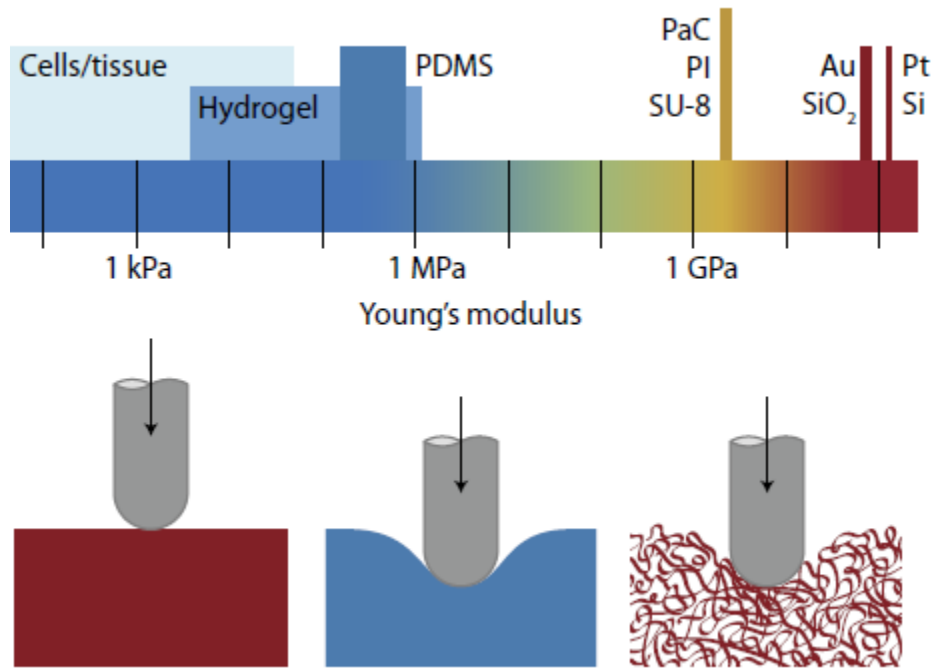 Cells/tissue
Hydrogel
PDMS
PaC
PI
SU-8
Au
SiO₂
Pt
Si
1 kPa
1 MPa
1 GPa
Young’s modulus